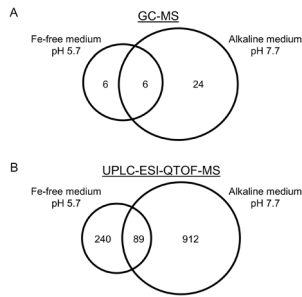 A
GC-MS
Fe-free medium
pH 5.7
Alkaline medium
pH 7.7
6
6
24
B
UPLC-ESI-QTOF-MS
Fe-free medium
pH 5.7
Alkaline medium
pH 7.7
240
89
912